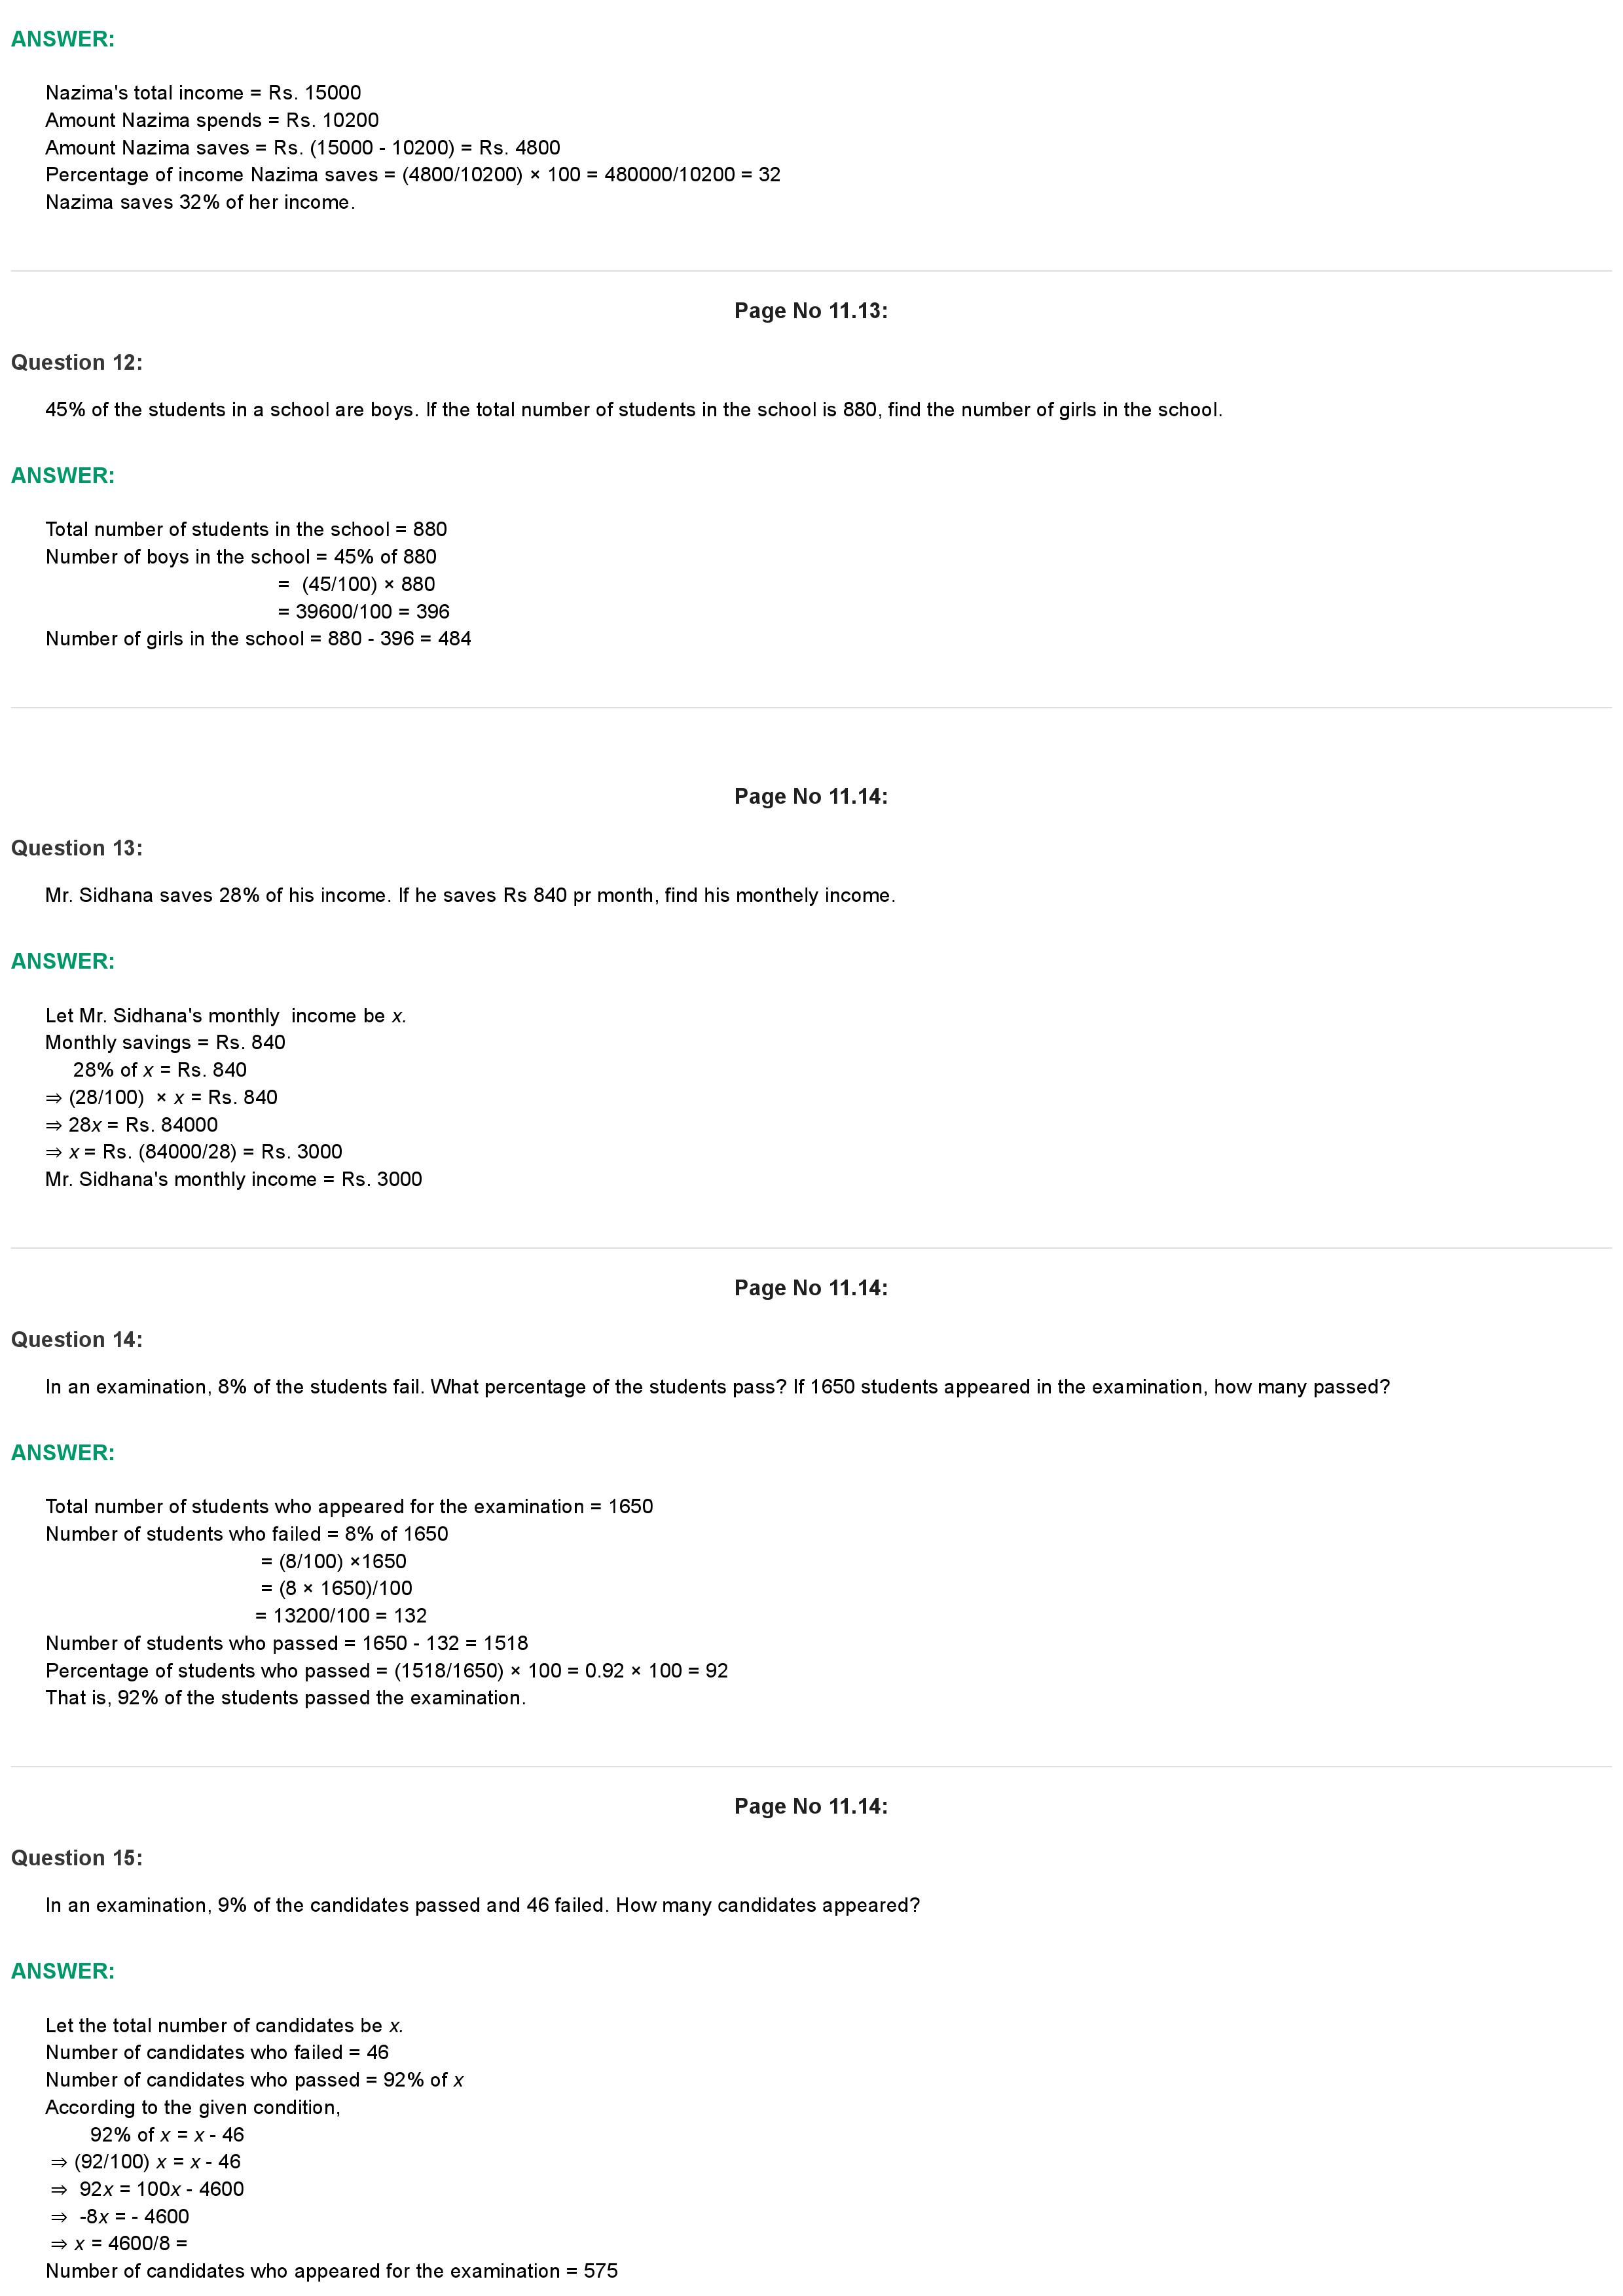 ANSWER:
Nazima's total income = Rs. 15000
Amount Nazima spends = Rs. 10200
Amount Nazima saves = Rs. (15000 - 10200) = Rs. 4800
Percentage of income Nazima saves = (4800/10200) × 100 = 480000/10200 = 32
Nazima saves 32% of her income.
Page No 11.13:
Question 12:
45% of the students in a school are boys. If the total number of students in the school is 880, find the number of girls in the school.
ANSWER:
Total number of students in the school = 880
Number of boys in the school = 45% of 880
= (45/100) × 880
= 39600/100 = 396
Number of girls in the school = 880 - 396 = 484
Page No 11.14:
Question 13:
Mr. Sidhana saves 28% of his income. If he saves Rs 840 pr month, find his monthely income.
ANSWER:
Let Mr. Sidhana's monthly income be x.
Monthly savings = Rs. 840
28% of x = Rs. 840
⇒ (28/100) × x = Rs. 840
⇒ 28x = Rs. 84000
⇒ x = Rs. (84000/28) = Rs. 3000
Mr. Sidhana's monthly income = Rs. 3000
Page No 11.14:
Question 14:
In an examination, 8% of the students fail. What percentage of the students pass? If 1650 students appeared in the examination, how many passed?
ANSWER:
Total number of students who appeared for the examination = 1650
Number of students who failed = 8% of 1650
= (8/100) ×1650
= (8 × 1650)/100
= 13200/100 = 132
Number of students who passed = 1650 - 132 = 1518
Percentage of students who passed = (1518/1650) × 100 = 0.92 × 100 = 92
That is, 92% of the students passed the examination.
Page No 11.14:
Question 15:
In an examination, 9% of the candidates passed and 46 failed. How many candidates appeared?
ANSWER:
Let the total number of candidates be x.
Number of candidates who failed = 46
Number of candidates who passed = 92% of x
According to the given condition,
92% of x = x - 46
⇒ (92/100) x = x - 46
⇒ 92x = 100x - 4600
⇒ -8x = - 4600
⇒ x = 4600/8 =
Number of candidates who appeared for the examination = 575